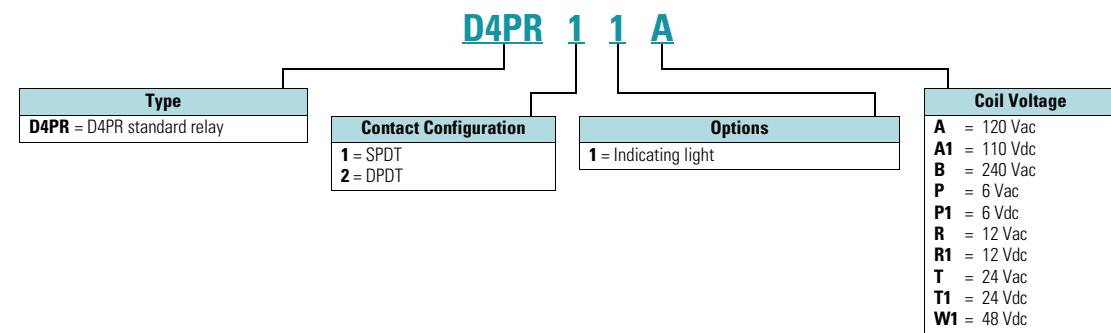 D4PR 1 1 A
Type
D4PR = D4PR standard relay
Contact Configuration
1 = SPDT
2 = DPDT
Options
1 = Indicating light
Coil Voltage
A = 120 Vac
A1 = 110 Vdc
B = 240 Vac
P = 6 Vac
P1 = 6 Vdc
R = 12 Vac
R1 = 12 Vdc
T = 24 Vac
T1 = 24 Vdc
W1 = 48 Vdc